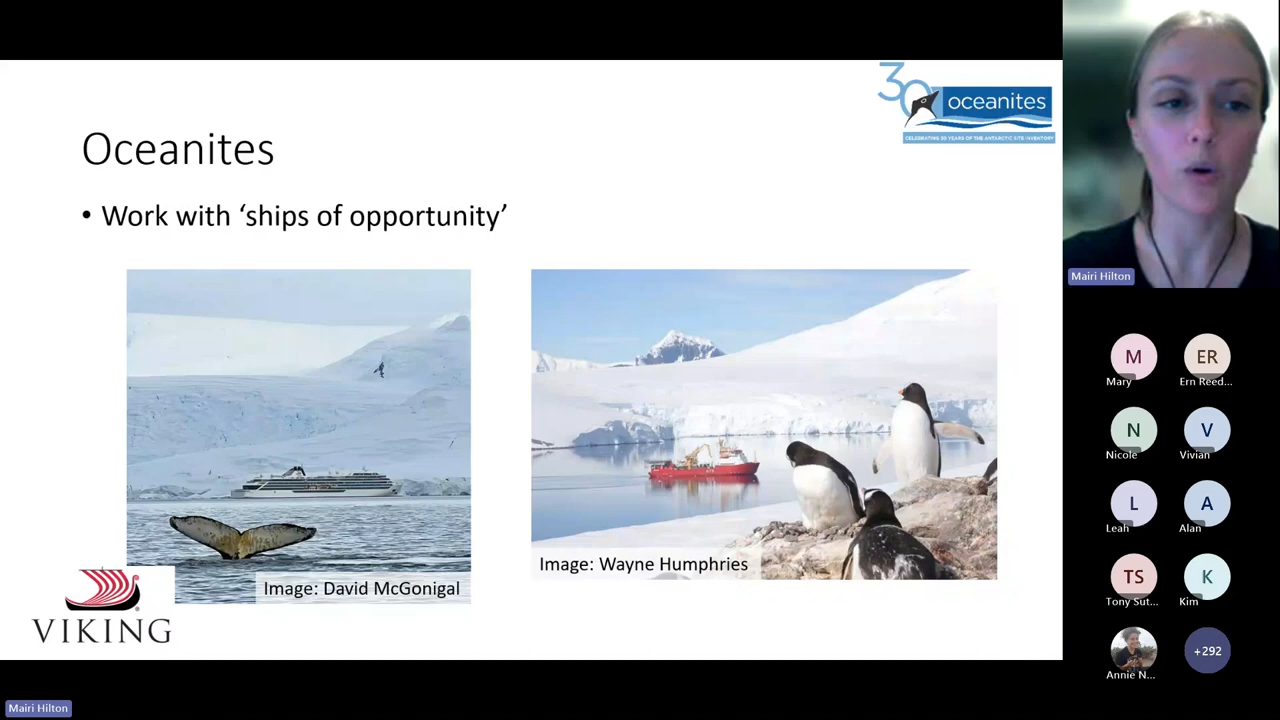 30
oceanites
CELEBRATING 30 YEARS OF THE ANTARCTIC SITE INVENTORY
Oceanites
• Work with ‘ships of opportunity’
Image: David McGonigal
Image: Wayne Humphries
VIKING
Mairi Hilton
M
Mary
ER
Ern Reed...
N
Nicole
V
Vivian
L
Leah
A
Alan
TS
Tony Sut...
K
Kim
Annie N...
+292
Mairi Hilton